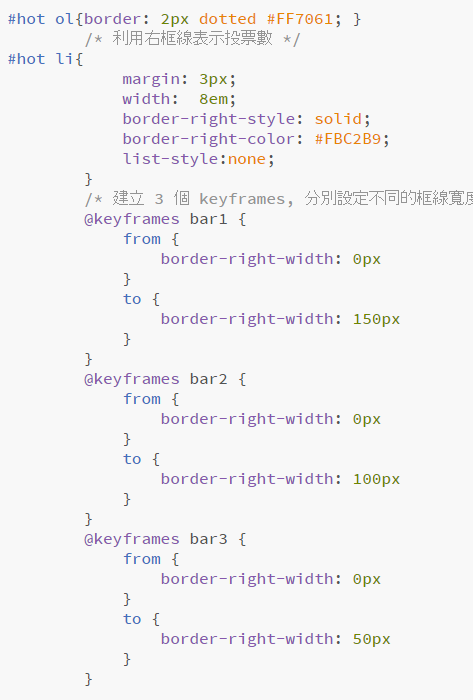 #hot ol{border: 2px dotted #FF7061; }
/* 利用右框線表示投票數 */
#hot li{
margin: 3px;
width:  8em;
border-right-style: solid;
border-right-color: #FBC2B9;
list-style:none;
}
/* 建立 3 個 keyframes, 分別設定不同的框線寬度
@keyframes bar1 {
from {
border-right-width: 0px
}
to {
border-right-width: 150px
}
}
@keyframes bar2 {
from {
border-right-width: 0px
}
to {
border-right-width: 100px
}
}
@keyframes bar3 {
from {
border-right-width: 0px
}
to {
border-right-width: 50px
}
}